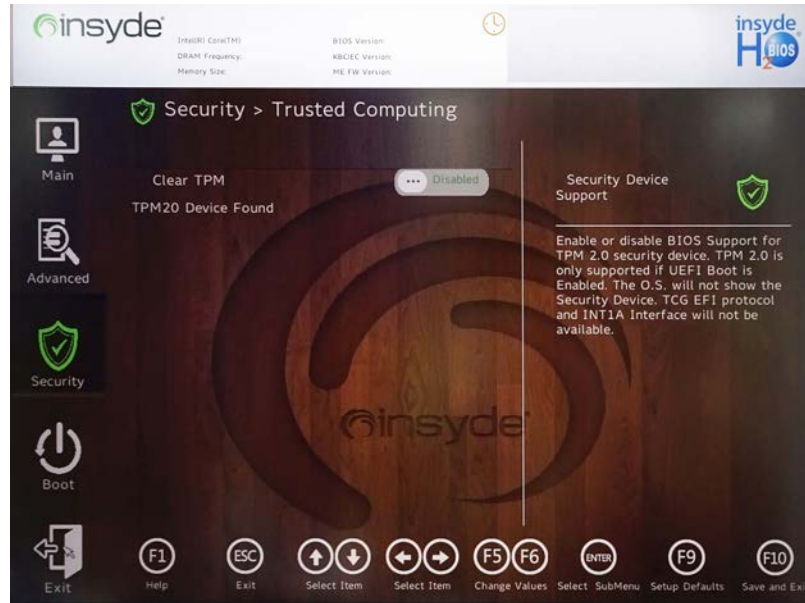 insyde
Intel(R) Core(TM)
BIOS Version:
DRAM Frequency:
KBC/EC Version:
Memory Size:
ME FW Version:
insyde
H2BIOS
Security > Trusted Computing
Main
Clear TPM
Disabled
TPM20 Device Found
Security Device
Support
Enable or disable BIOS Support for
TPM 2.0 security device. TPM 2.0 is
only supported if UEFI Boot is
Enabled. The O.S. will not show the
Security Device. TCG EFI protocol
and INT1A Interface will not be
available.
Advanced
Security
insyde
Boot
Exit
F1
Help
ESC
Exit
Select Item
Select Item
F5 F6
Change Values
ENTER
Select SubMenu
F9
Setup Defaults
F10
Save and Ex